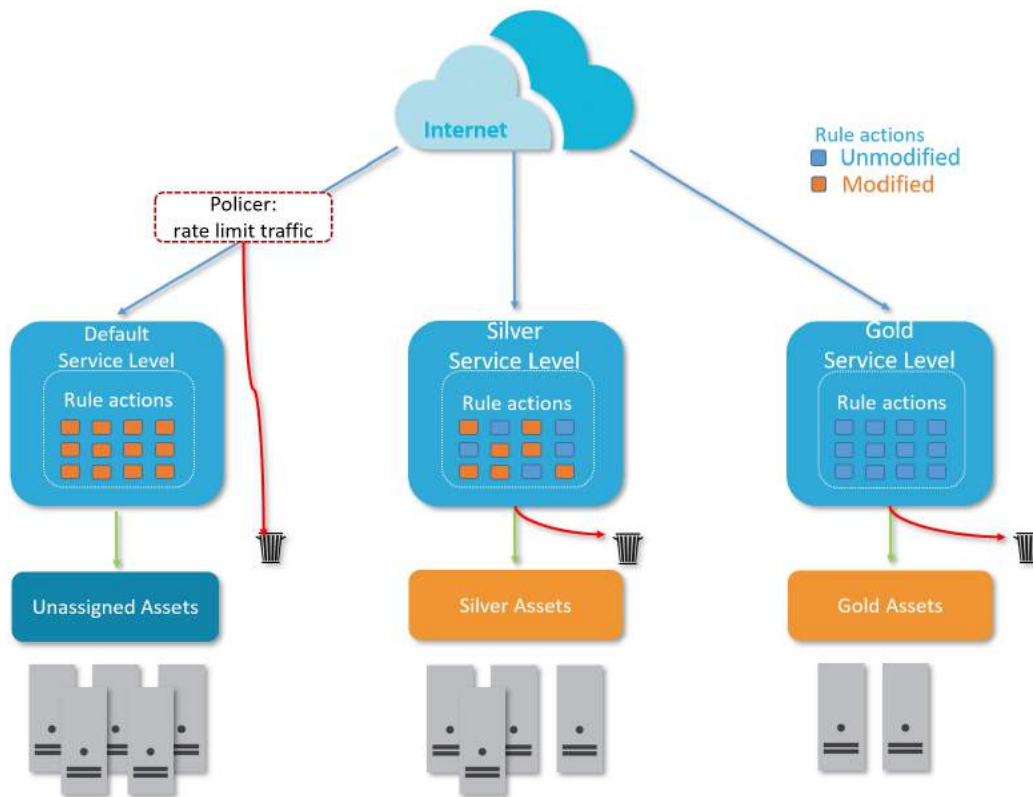 Internet
Rule actions
Unmodified
Modified
Policer:
rate limit traffic
Default
Service Level
Rule actions
Silver
Service Level
Rule actions
Gold
Service Level
Rule actions
Unassigned Assets
Silver Assets
Gold Assets